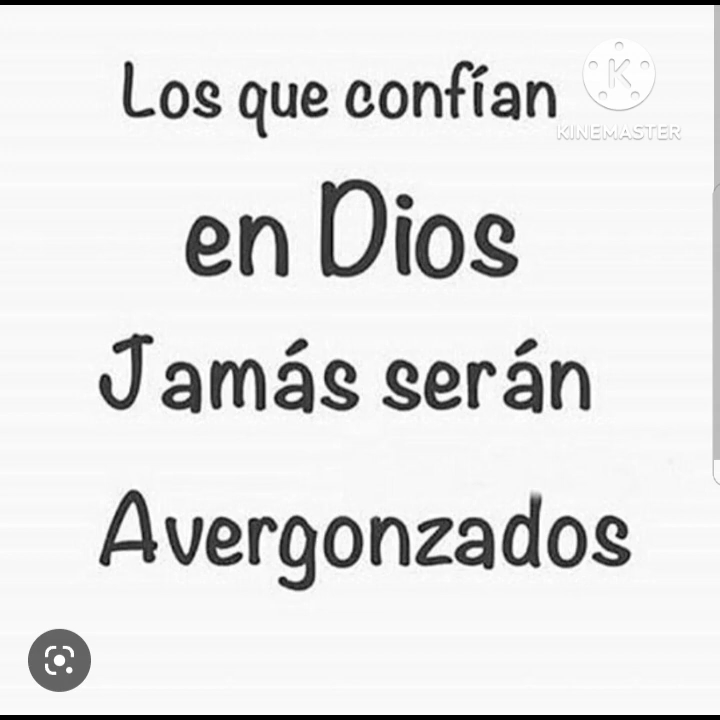 Los que confían
K
KINEMASTER
en Dios
Jamás serán
Avergonzados